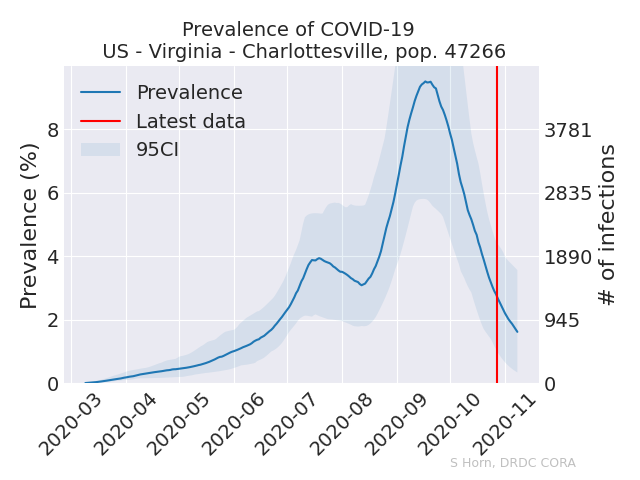 Prevalence of COVID-19
US - Virginia - Charlottesville, pop. 47266
Prevalence
Latest data
95CI
Prevalence (%)
8
6
4
2
0
3781
2835
1890
945
0
# of infections
2020-03
2020-04
2020-05
2020-06
2020-07
2020-08
2020-09
2020-10
2020-11
S Horn, DRDC CORA